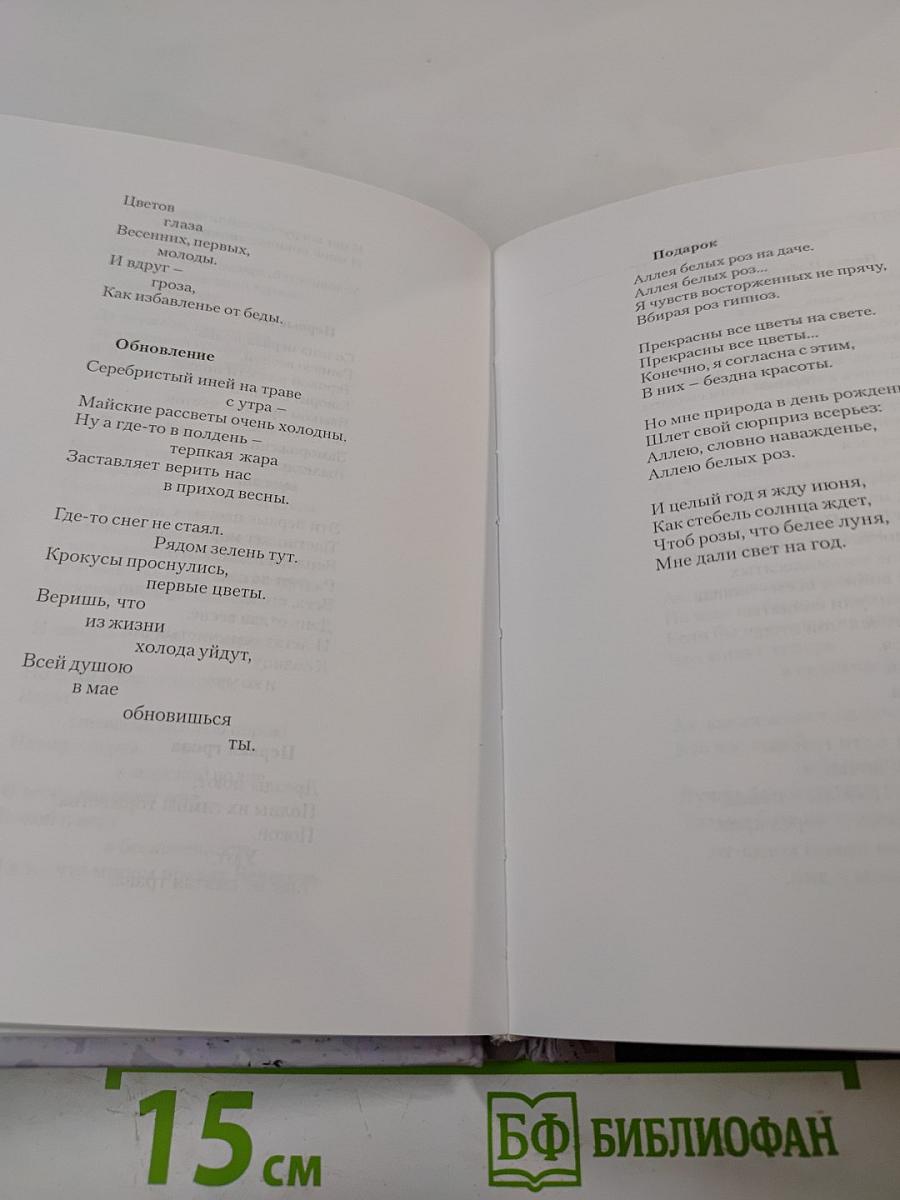 Цветов
глаза
Весенних, первых,
молоды.
И вдруг –
гроза,
Как избавленье от беды.
Обновление
Серебристый иней на траве
с утра –
Майские рассветы очень холодны.
Ну а где-то в полдень –
терпкая жара
Заставляет верить нас
в приход весны.
Где-то снег не стаял.
Рядом зелень тут.
Крокусы проснулись,
первые цветы.
Веришь, что
из жизни
холода уйдут,
Всей душою
в мае
обновишься
ты.
Подарок
Аллея белых роз на даче.
Аллея белых роз...
Я чувств восторженных не прячу,
Вбирая роз гипноз.
Прекрасны все цветы на свете.
Прекрасны все цветы...
Конечно, я согласна с этим,
В них – бездна красоты.
Но мне природа в день рождень
Шлет свой сюрприз всерьез:
Аллею, словно наважденье,
Аллею белых роз.
И целый год я жду июня,
Как стебель солнца ждет,
Чтоб розы, что белее луня,
Мне дали свет на год.
15 см
БФ БИБЛИОФАН